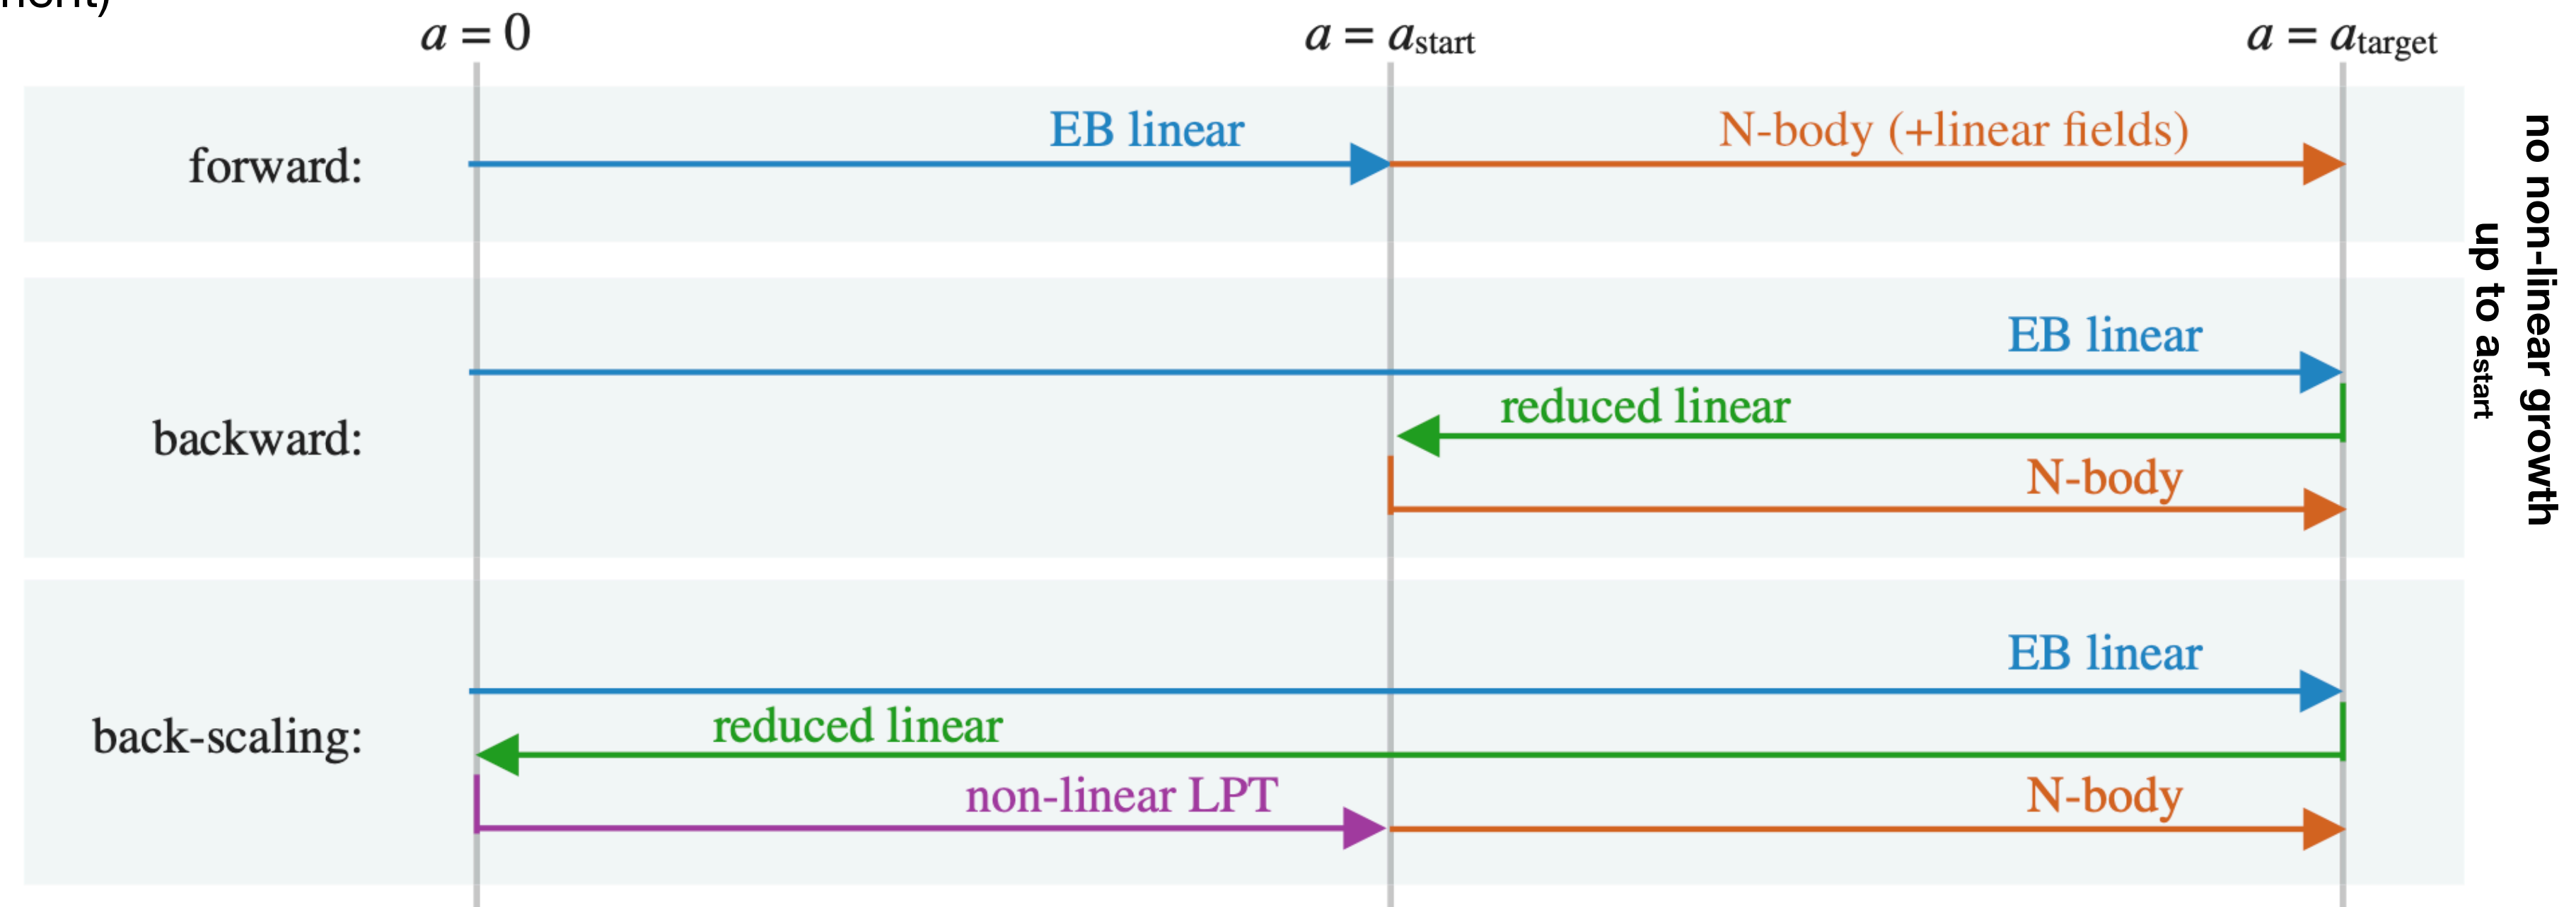 a = 0
a = astart
a = atarget
forward:
EB linear
N-body (+linear fields)
backward:
EB linear
reduced linear
N-body
back-scaling:
EB linear
reduced linear
non-linear LPT
N-body
no non-linear growth
up to astart